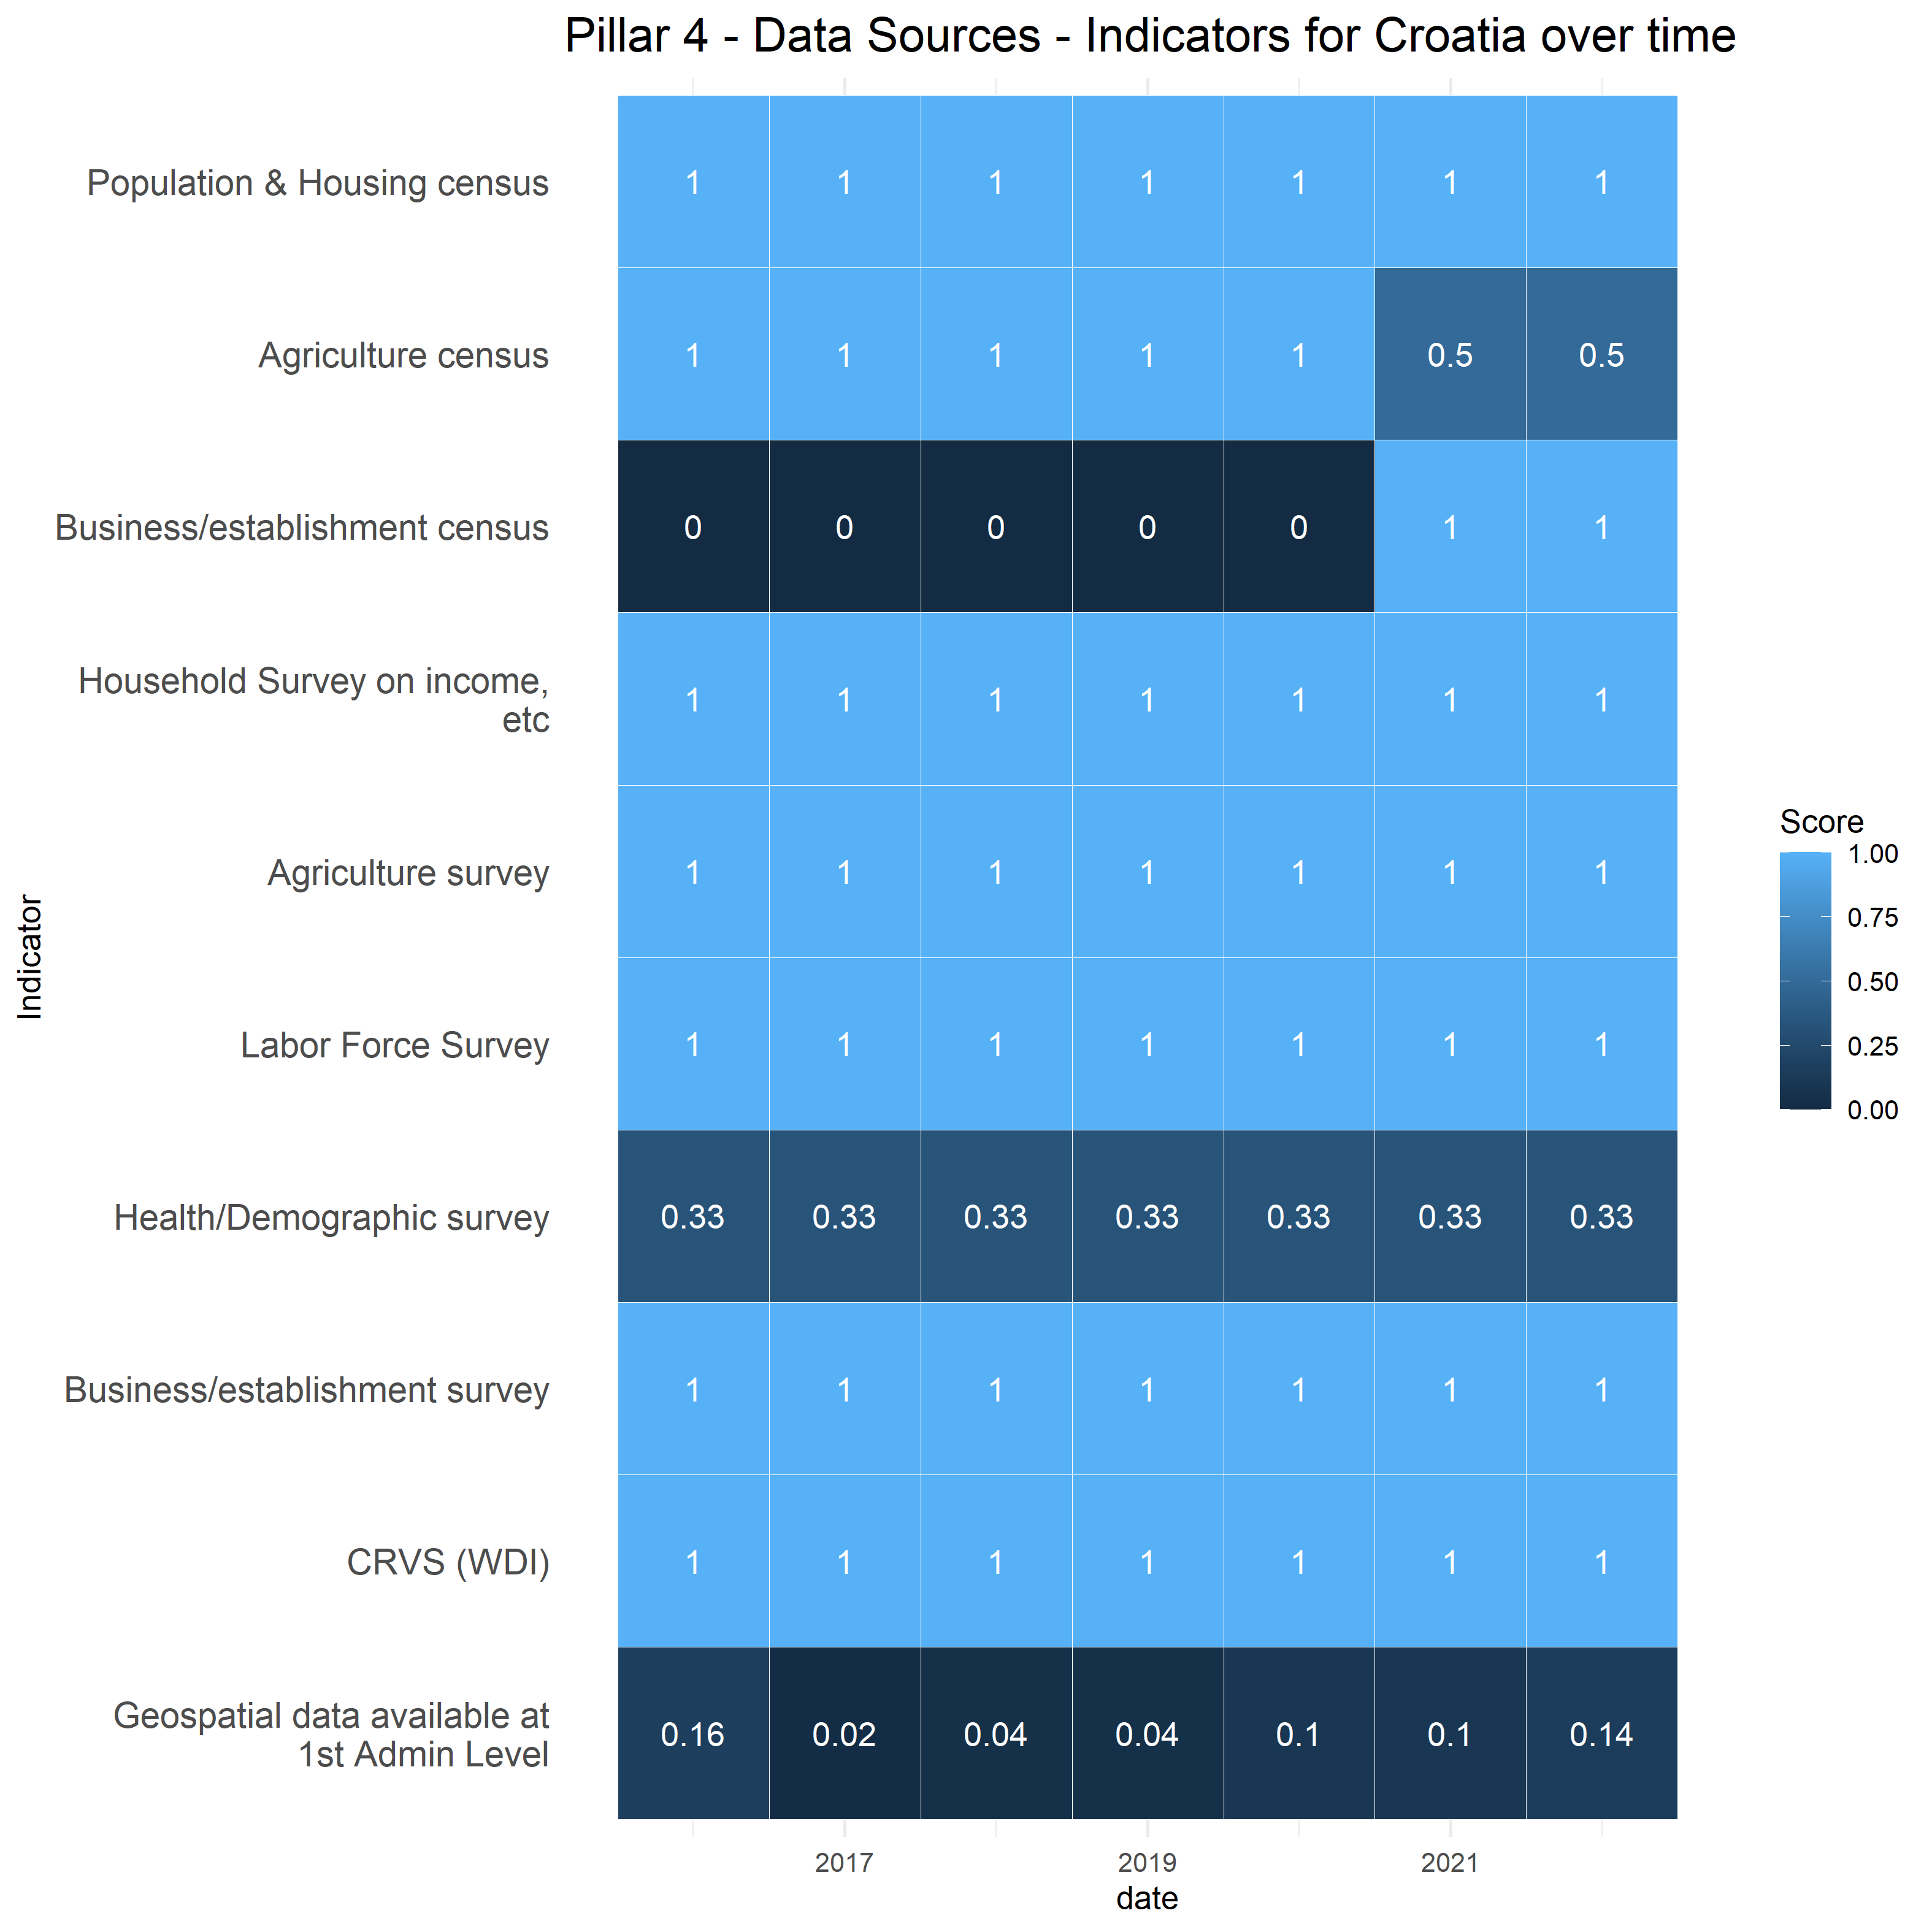 Pillar 4 - Data Sources - Indicators for Croatia over time
Population & Housing census
1 1 1 1 1 1 1
Agriculture census
1 1 1 1 1 0.5 0.5
Business/establishment census
0 0 0 0 0 1 1
Household Survey on income,
etc
1 1 1 1 1 1 1
Agriculture survey
1 1 1 1 1 1 1
Labor Force Survey
1 1 1 1 1 1 1
Health/Demographic survey
0.33 0.33 0.33 0.33 0.33 0.33 0.33
Business/establishment survey
1 1 1 1 1 1 1
CRVS (WDI)
1 1 1 1 1 1 1
Geospatial data available at
1st Admin Level
0.16 0.02 0.04 0.04 0.1 0.1 0.14
2017 2019 2021
date
Indicator
Score
1.00
0.75
0.50
0.25
0.00